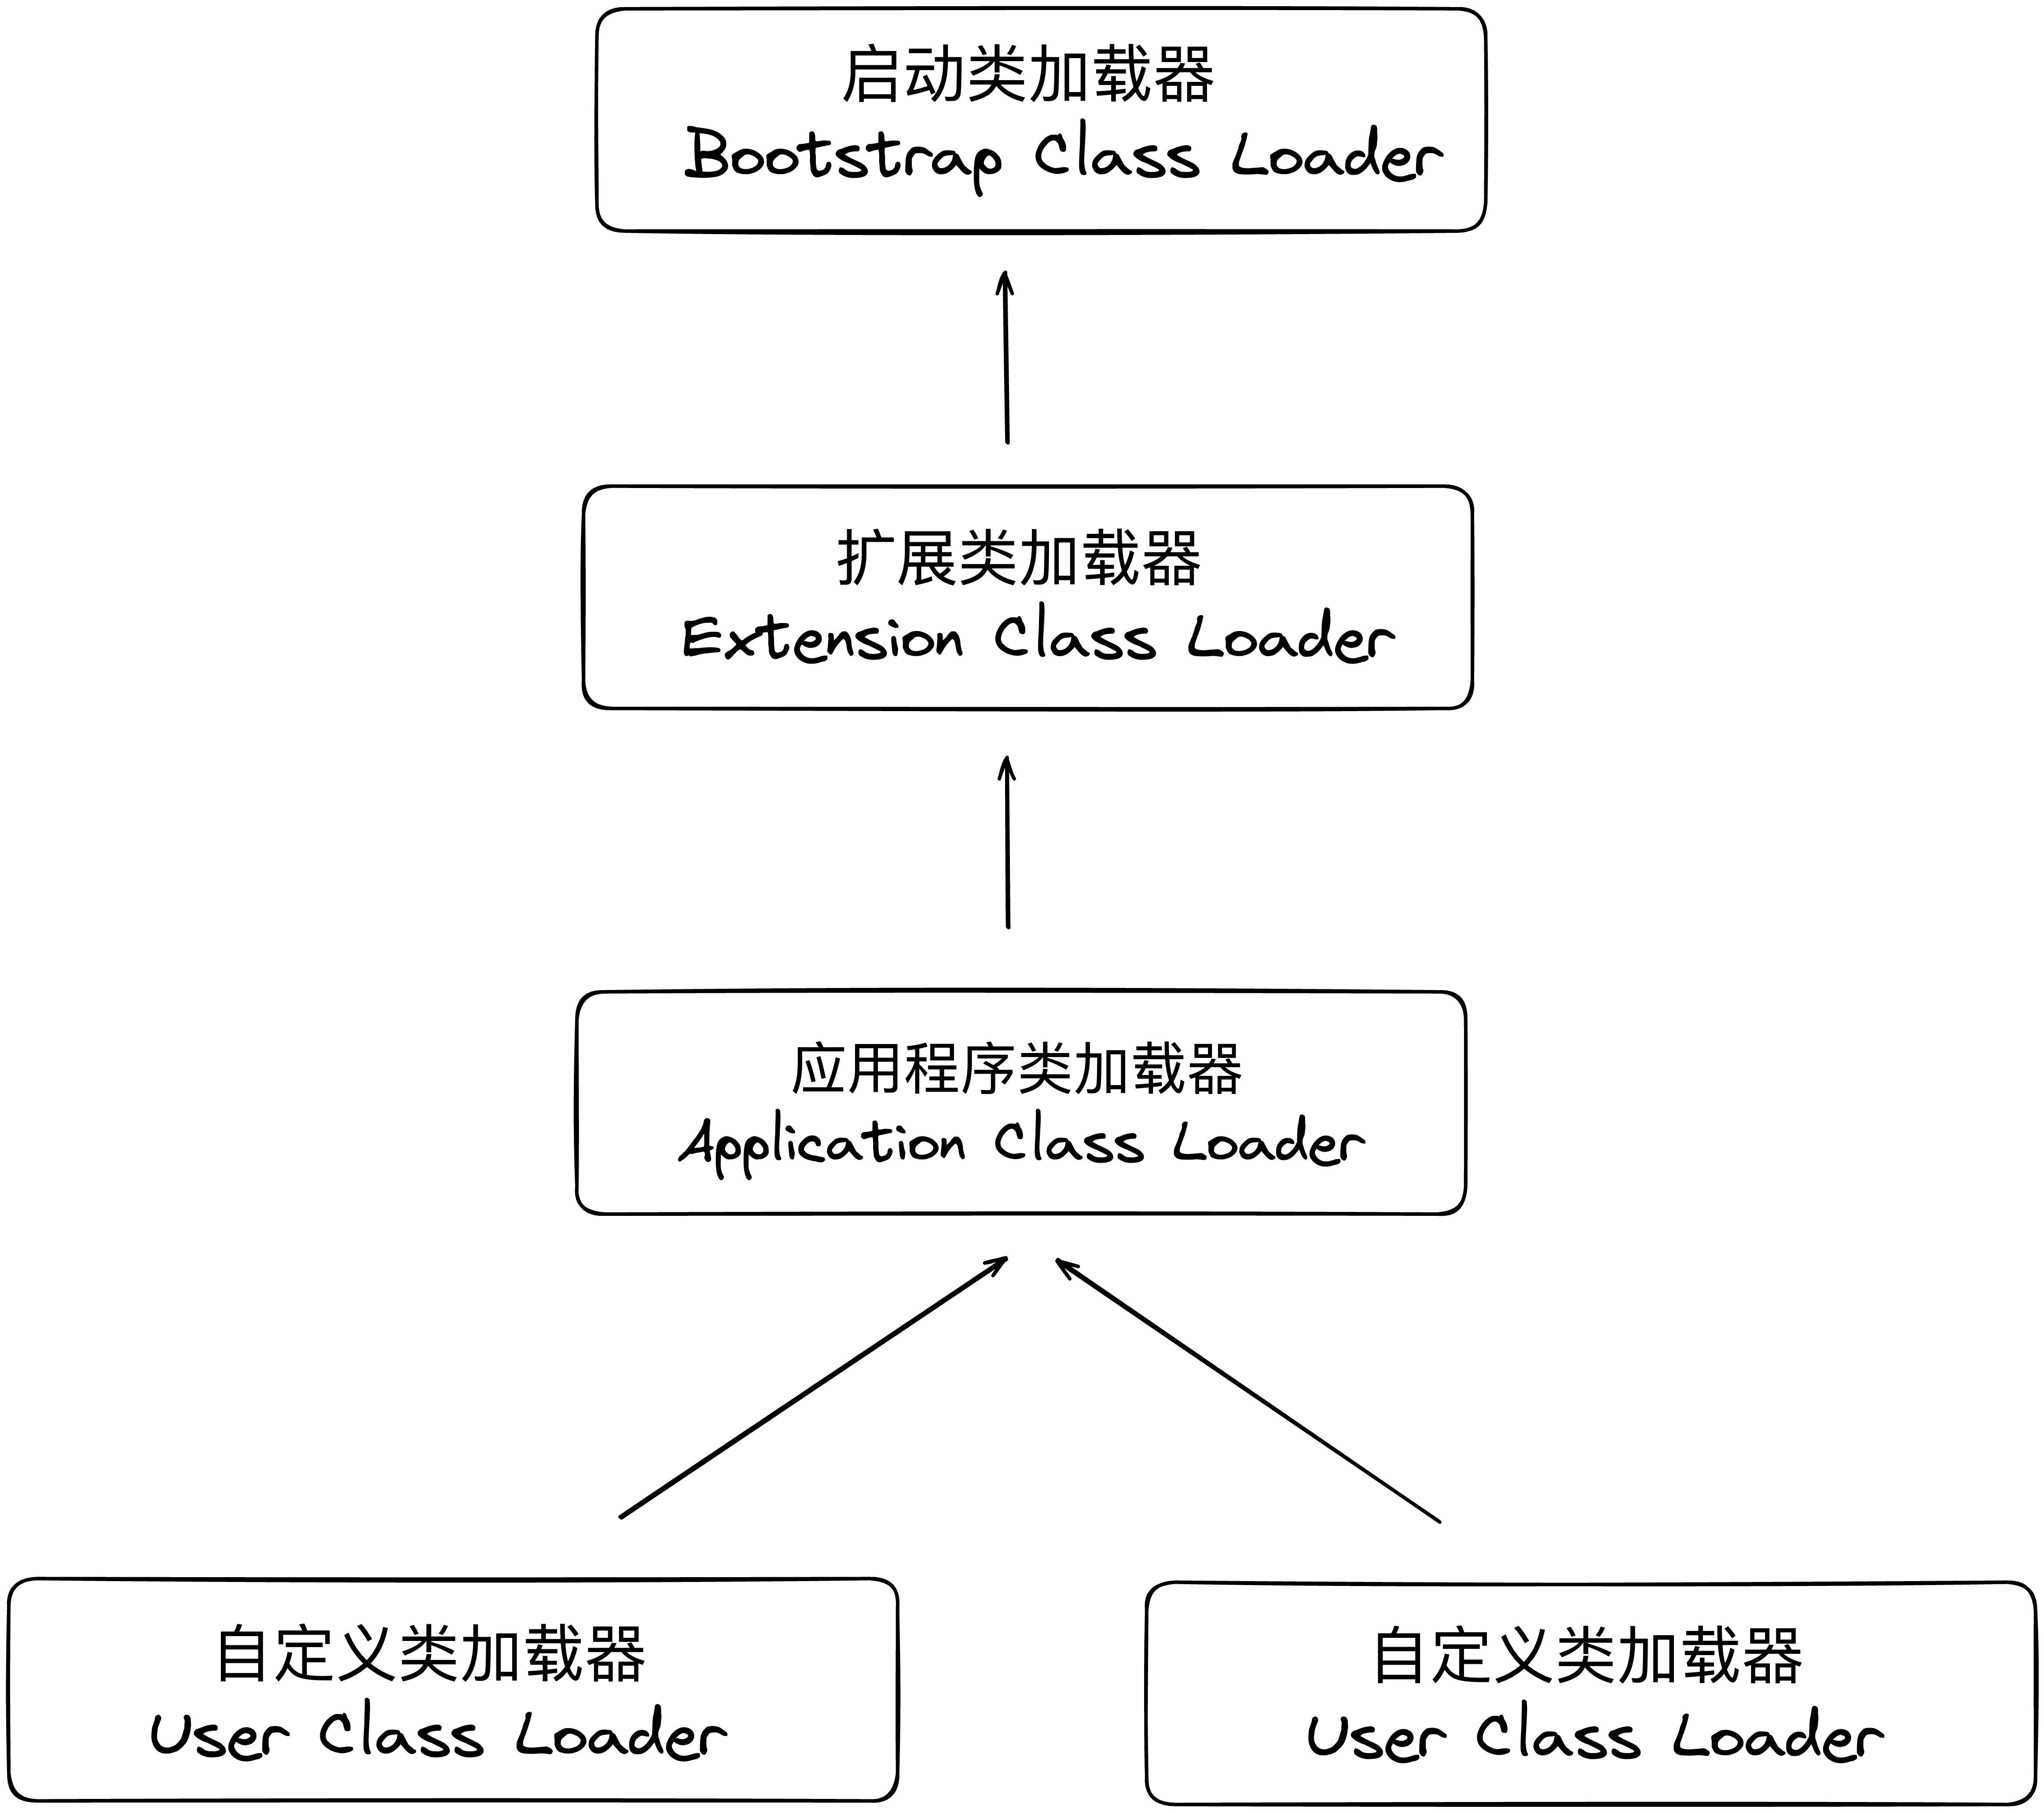 启动类加载器
Bootstrap Class Loader
扩展类加载器
Extension Class Loader
应用程序类加载器
Application Class Loader
自定义类加载器
User Class Loader
自定义类加载器
User Class Loader